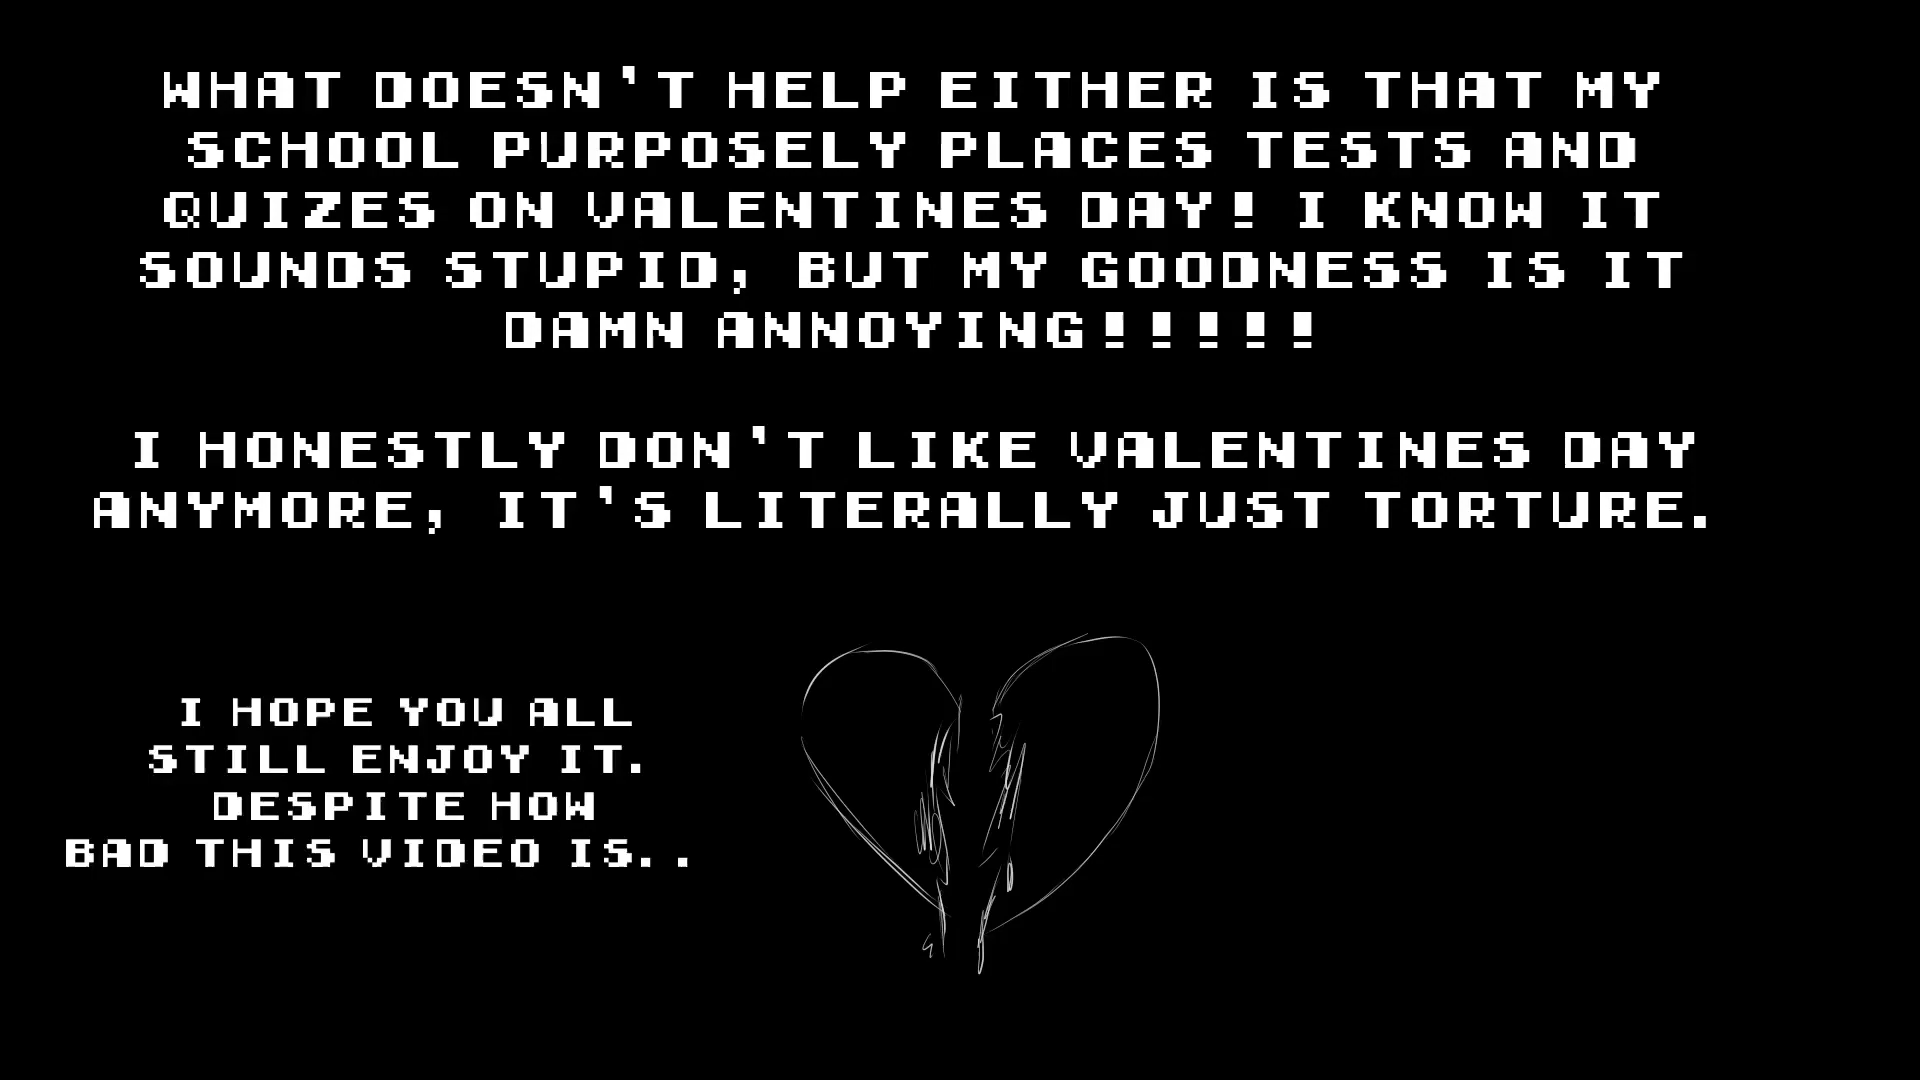 WHAT DOESN'T HELP EITHER IS THAT MY
SCHOOL PURPOSELY PLACES TESTS AND
QUIZES ON VALENTINES DAY! I KNOW IT
SOUNDS STUPID, BUT MY GOODNESS IS IT
DAMN ANNOYING!!!!!
I HONESTLY DON'T LIKE VALENTINES DAY
ANYMORE, IT'S LITERALLY JUST TORTURE.
I HOPE YOU ALL
STILL ENJOY IT.
DESPITE HOW
BAD THIS VIDEO IS..